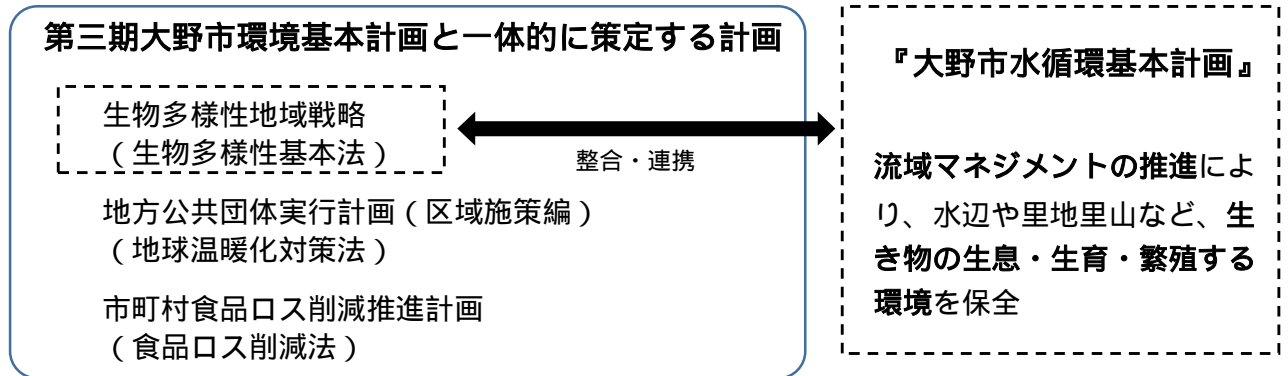 第三期大野市環境基本計画と一体的に策定する計画
生物多様性地域戦略
（生物多様性基本法）
地方公共団体実行計画（区域施策編）
（地球温暖化対策法）
市町村食品ロス削減推進計画
（食品ロス削減法）
整合・連携
『大野市水循環基本計画』
流域マネジメントの推進によ
り、水辺や里地里山など、生
き物の生息・生育・繁殖する
環境を保全